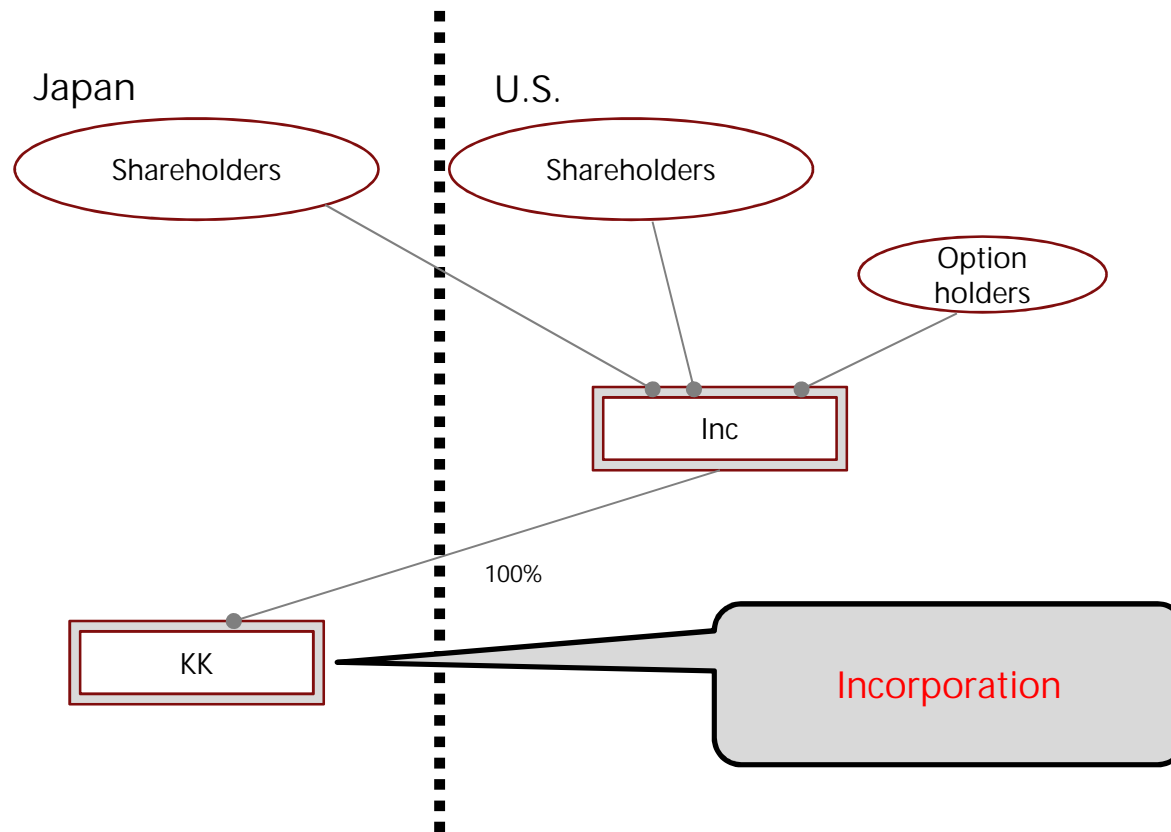 Japan
U.S.
Shareholders
Shareholders
Option
holders
Inc
100%
KK
Incorporation